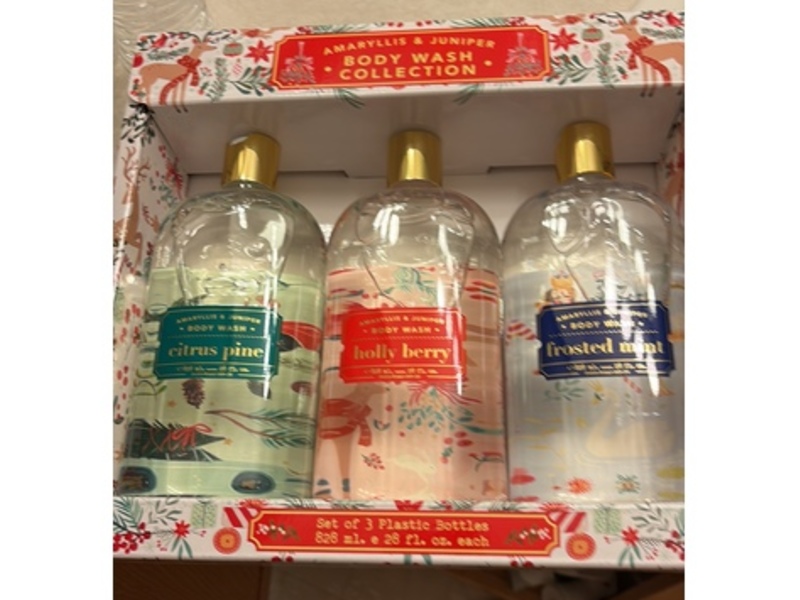 AMARYLLIS & JUNIPER
BODY WASH
COLLECTION
AMARYLLIS & JUNIPER
BODY WASH
citrus pine
AMARYLLIS & JUNIPER
BODY WASH
holly berry
AMARYLLIS & JUNIPER
BODY WASH
frosted mint
Set of 3 Plastic Bottles
828 ml. e 28 fl. oz. each